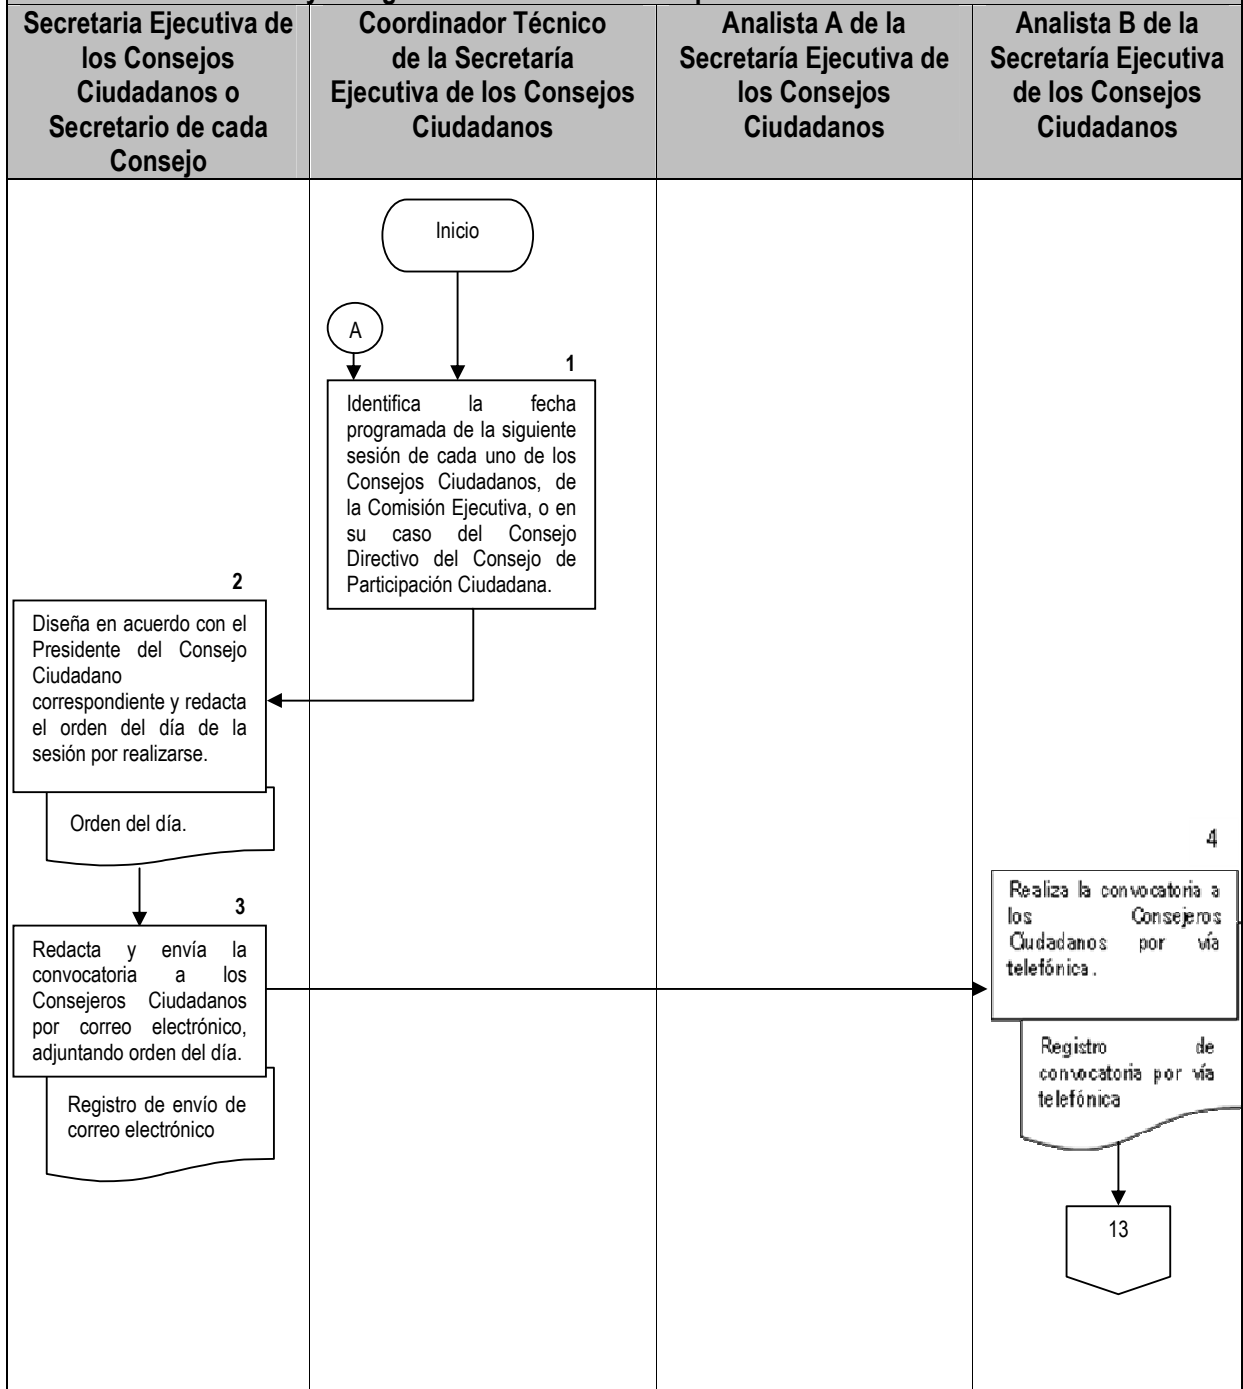 Secretaria Ejecutiva de
los Consejos
Ciudadanos o
Secretario de cada
Consejo
Coordinador Técnico
de la Secretaría
Ejecutiva de los Consejos
Ciudadanos
Analista A de la
Secretaría Ejecutiva de
los Consejos
Ciudadanos
Analista B de la
Secretaría Ejecutiva
de los Consejos
Ciudadanos
Inicio
A
1
Identifica la fecha
programada de la siguiente
sesión de cada uno de los
Consejos Ciudadanos, de
la Comisión Ejecutiva, o en
su caso del Consejo
Directivo del Consejo de
Participación Ciudadana.
2
Diseña en acuerdo con el
Presidente del Consejo
Ciudadano
correspondiente y redacta
el orden del día de la
sesión por realizarse.
Orden del día.
3
Redacta y envía la
convocatoria a los
Consejeros Ciudadanos
por correo electrónico,
adjuntando orden del día.
Registro de envío de
correo electrónico
4
Realiza la convocatoria a
los Consejeros
Ciudadanos por vía
telefónica.
Registro de
convocatoria por vía
telefónica
13